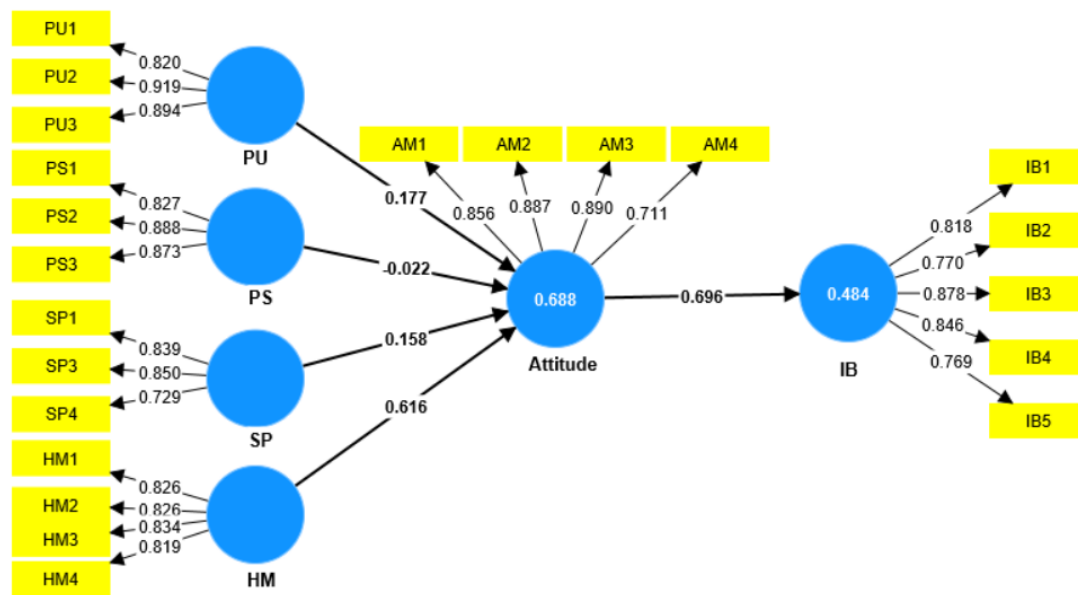 PU1
PU2
PU3
0.820
0.919
0.894
PU
PS1
PS2
PS3
0.827
0.888
0.873
PS
SP1
SP3
SP4
0.839
0.850
0.729
SP
HM1
HM2
HM3
HM4
0.826
0.826
0.834
0.819
HM
0.177
-0.022
0.158
0.616
AM1
AM2
AM3
AM4
0.856
0.887
0.890
0.711
0.688
Attitude
0.696
0.484
IB
0.818
0.770
0.878
0.846
0.769
IB1
IB2
IB3
IB4
IB5